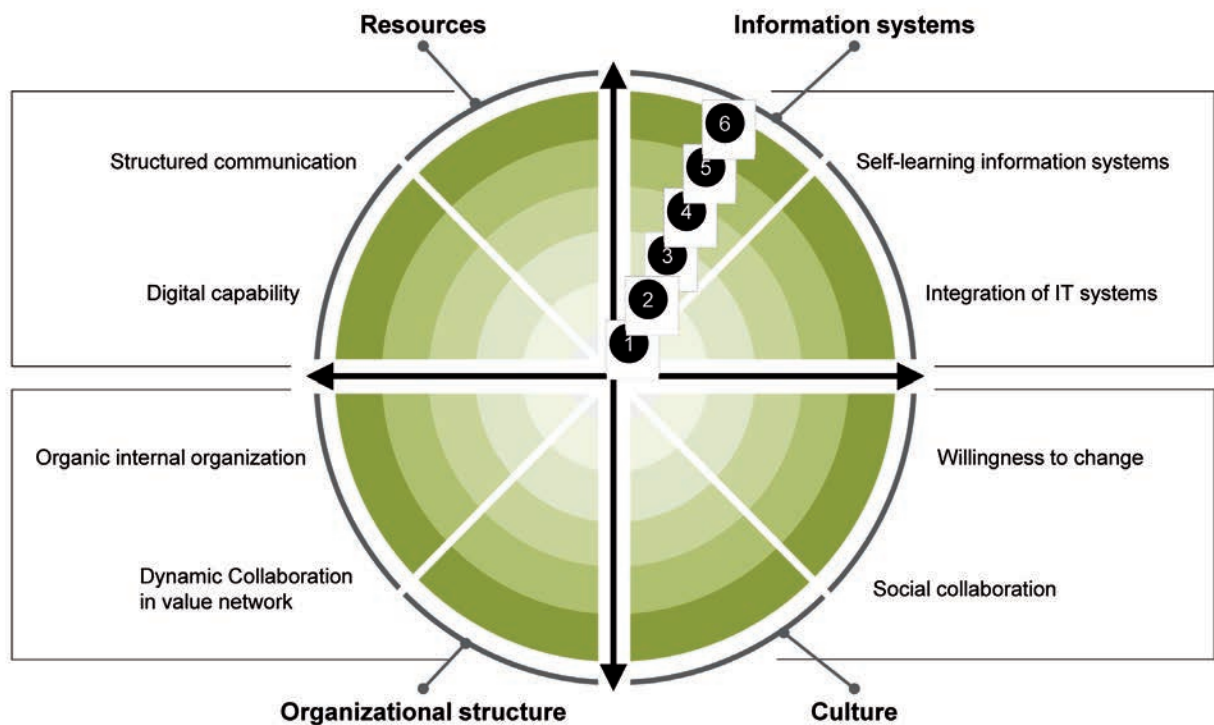 Resources
Information systems
6
Structured communication
5
Self-learning information systems
4
3
Digital capability
2
Integration of IT systems
1
Organic internal organization
Willingness to change
Dynamic Collaboration
in value network
Social collaboration
Organizational structure
Culture